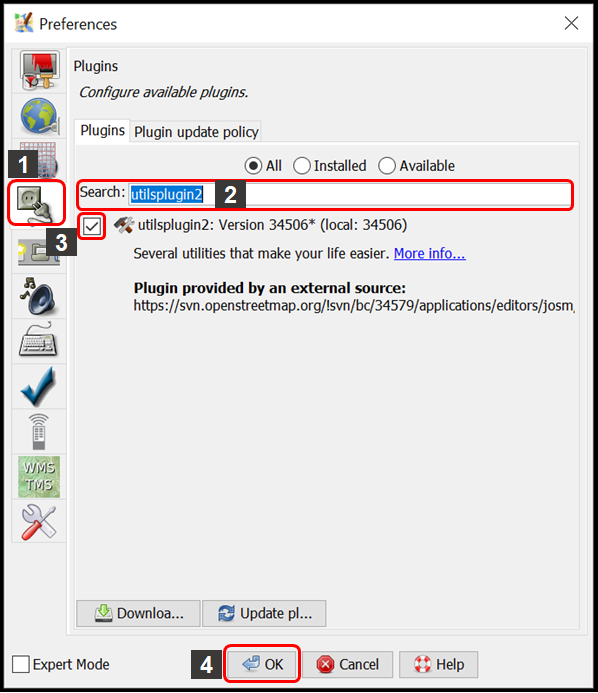 Preferences
Plugins
Configure available plugins.
Plugins Plugin update policy
1
All Installed Available
Search: utilsplugin2 2
3
utilsplugin2: Version 34506* (local: 34506)
Several utilities that make your life easier. More info...
Plugin provided by an external source:
https://svn.openstreetmap.org/!svn/bc/34579/applications/editors/josm
WMS
TMS
Downloa... Update pl...
Expert Mode 4 OK Cancel Help